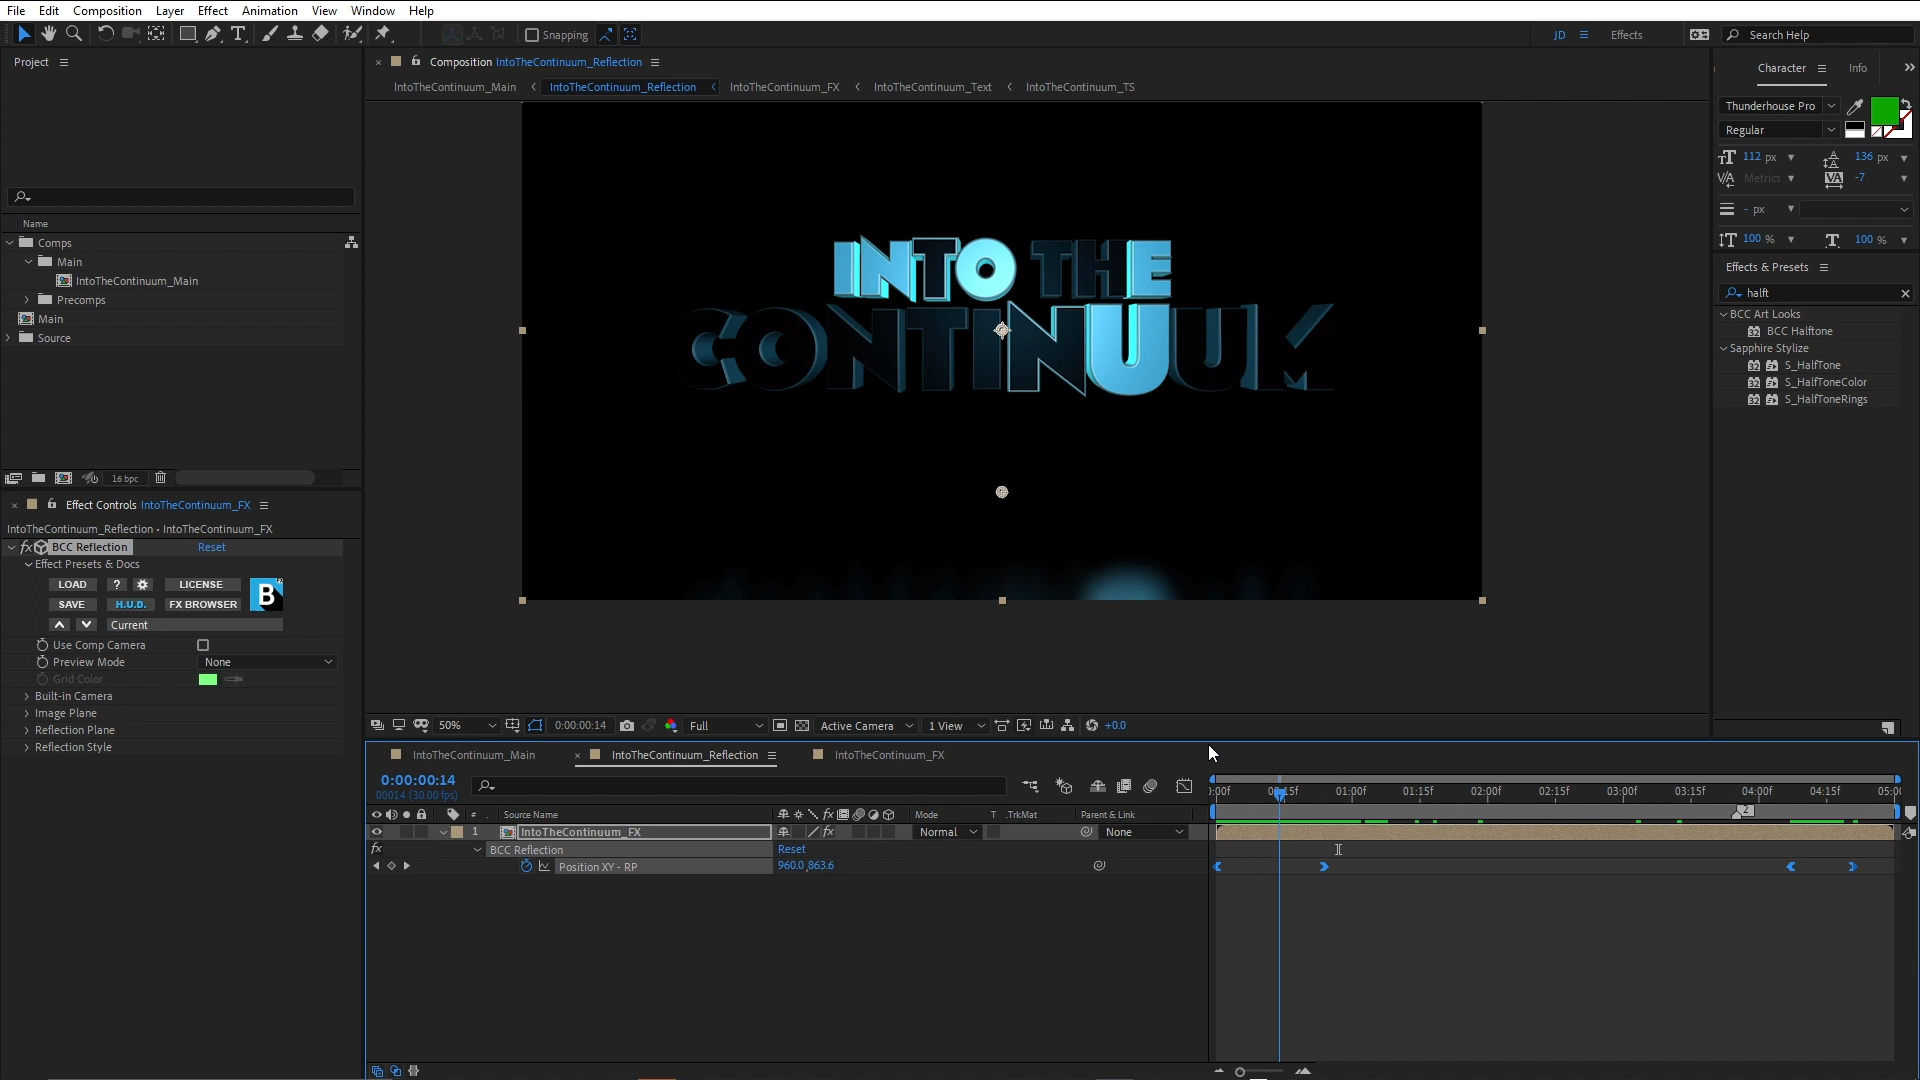 File Edit Composition Layer Effect Animation View Window Help
Snapping
JD Effects Search Help
Project
Composition IntoTheContinuum_Reflection
IntoTheContinuum_Main IntoTheContinuum_Reflection IntoTheContinuum_FX IntoTheContinuum_Text IntoTheContinuum_TS
Name
Comps
Main
IntoTheContinuum_Main
Precomps
Main
Source
16 bpc
Effect Controls IntoTheContinuum_FX
IntoTheContinuum_Reflection • IntoTheContinuum_FX
fx BCC Reflection Reset
Effect Presets & Docs
LOAD ? LICENSE
B
SAVE H.U.D. FX BROWSER
Current
Use Comp Camera
Preview Mode None
Grid Color
Built-in Camera
Image Plane
Reflection Plane
Reflection Style
INTO THE
CONTINUUM
50% 0:00:00:14 Full Active Camera 1 View +0.0
Character Info
Thunderhouse Pro
Regular
112 px 136 px
Metrics -7
- px
100 % 100 %
Effects & Presets
halft
BCC Art Looks
BCC Halftone
Sapphire Stylize
S_HalfTone
S_HalfToneColor
S_HalfToneRings
IntoTheContinuum_Main IntoTheContinuum_Reflection IntoTheContinuum_FX
0:00:00:14
00014 (30.00 fps)
:00f 00:15f 01:00f 01:15f 02:00f 02:15f 03:00f 03:15f 04:00f 04:15f 05:0
# Source Name Mode T .TrkMat Parent & Link
2
1 IntoTheContinuum_FX Normal None
fx BCC Reflection Reset
Position XY - RP 960.0,863.6